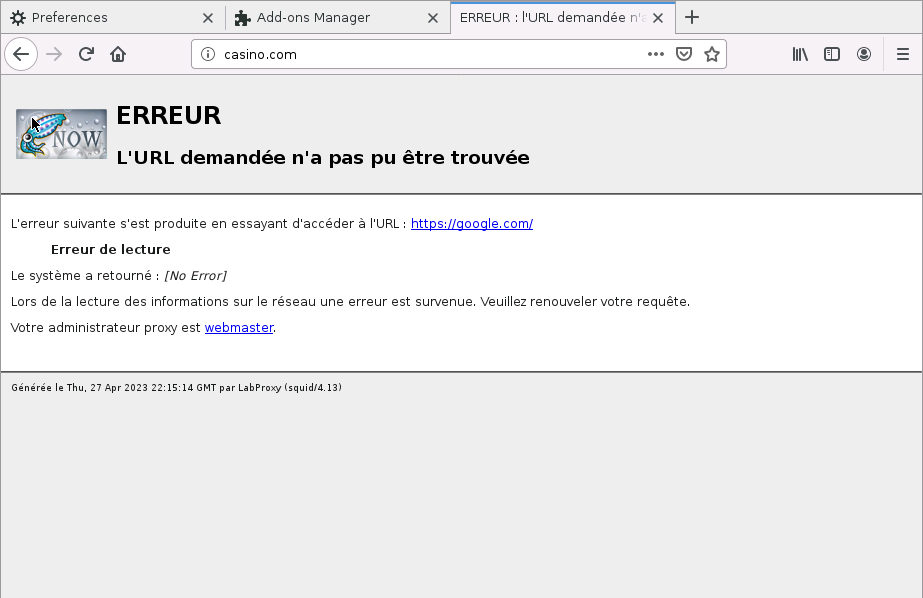 Preferences
Add-ons Manager
ERREUR : l'URL demandée n'a
casino.com
NOW
ERREUR
L'URL demandée n'a pas pu être trouvée
L'erreur suivante s'est produite en essayant d'accéder à l'URL : https://google.com/
Erreur de lecture
Le système a retourné : [No Error]
Lors de la lecture des informations sur le réseau une erreur est survenue. Veuillez renouveler votre requête.
Votre administrateur proxy est webmaster.
Générée le Thu, 27 Apr 2023 22:15:14 GMT par LabProxy (squid/4.13)